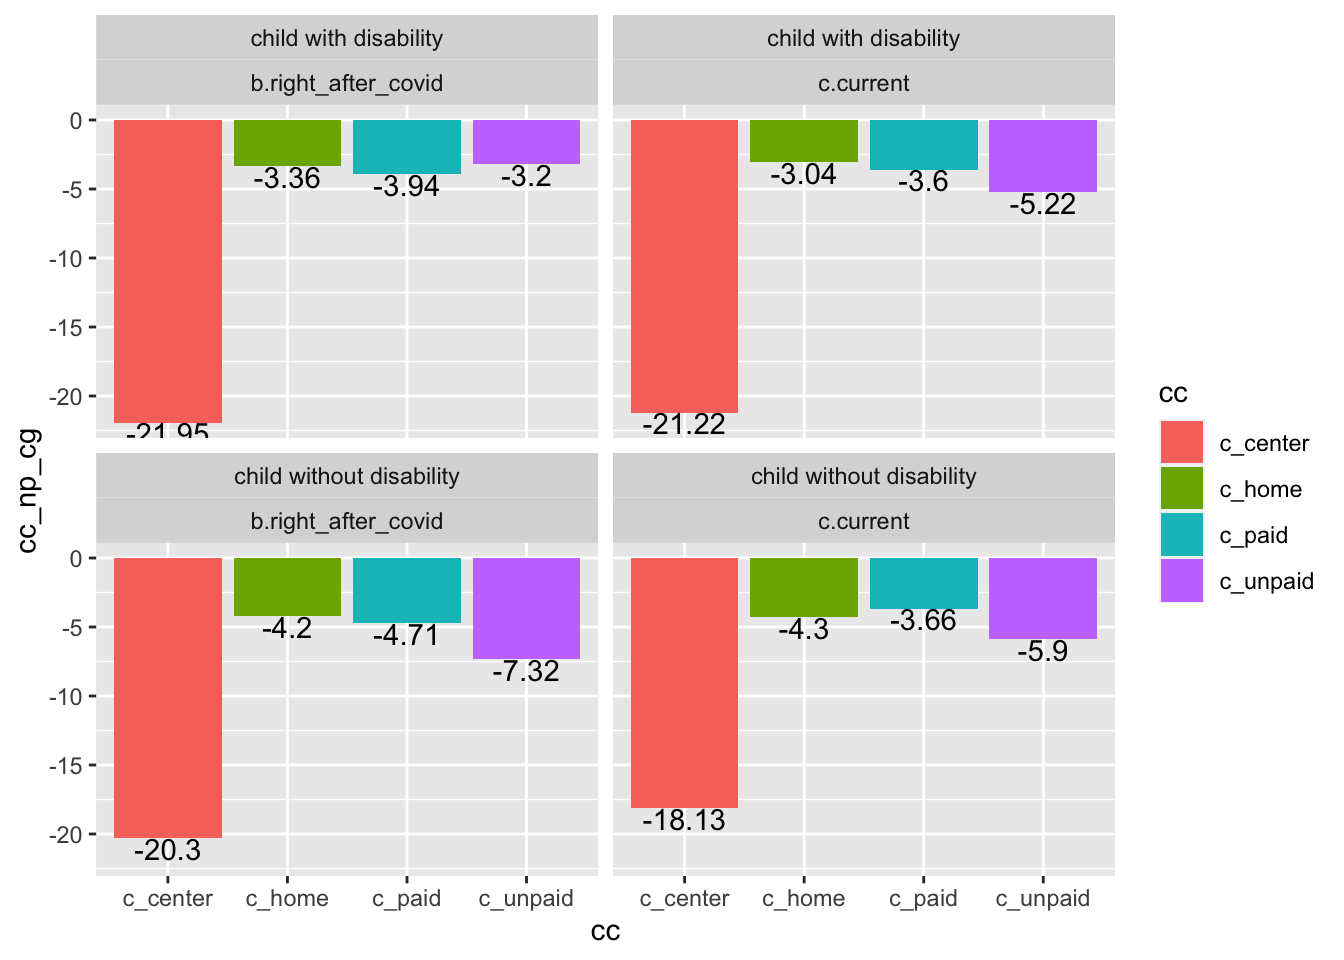 child with disability
child with disability
b.right_after_covid
c.current
0
-5
-10
-15
-20
-3.36
-3.94
-3.2
-21.95
-3.04
-3.6
-5.22
-21.22
child without disability
child without disability
b.right_after_covid
c.current
0
-5
-10
-15
-20
-4.2
-4.71
-7.32
-20.3
-4.3
-3.66
-5.9
-18.13
c_center
c_home
c_paid
c_unpaid
c_center
c_home
c_paid
c_unpaid
cc
cc_np_cg
cc
c_center
c_home
c_paid
c_unpaid